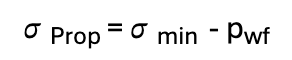 σ Prop = σ min - pwf